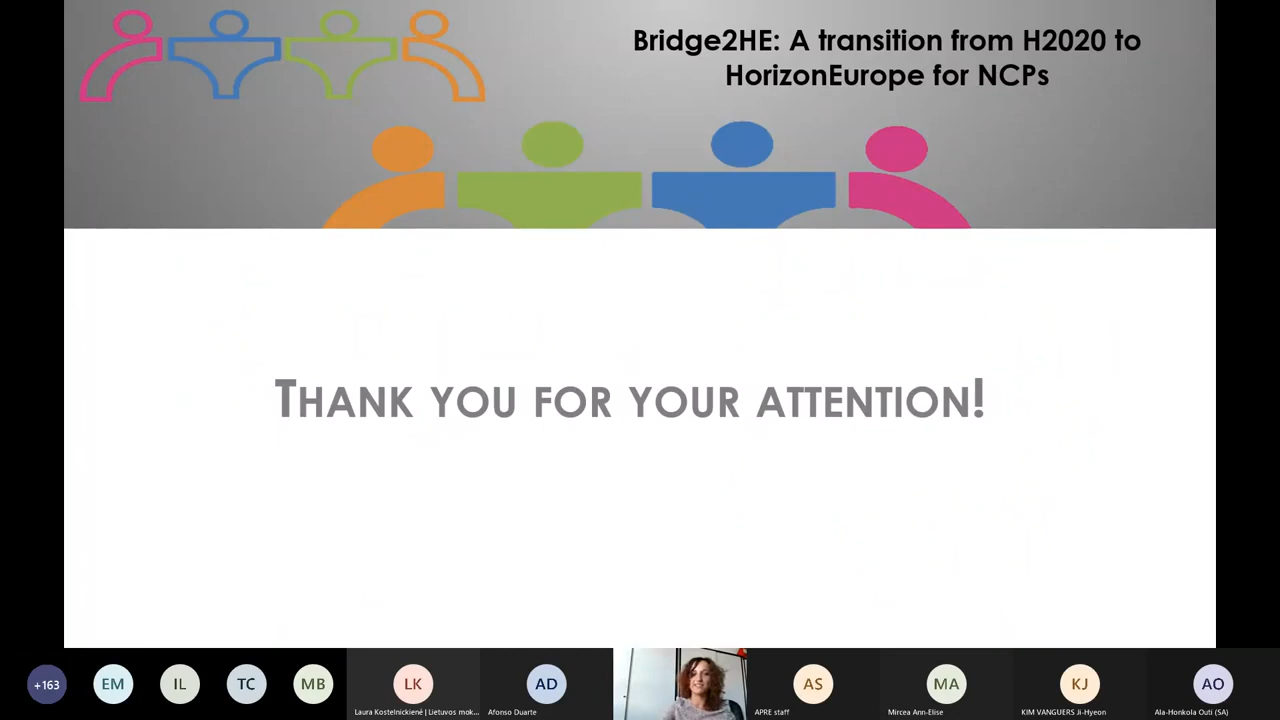 Bridge2HE: A transition from H2020 to
HorizonEurope for NCPs
THANK YOU FOR YOUR ATTENTION!
+163
EM
IL
TC
MB
LK
Laura Kostelnickienė | Lietuvos mok...
AD
Afonso Duarte
AS
APRE staff
MA
Mircea Ann-Elise
KJ
KIM VANGUERS Ji-Hyeon
AO
Ala-Honkola Outi (SA)